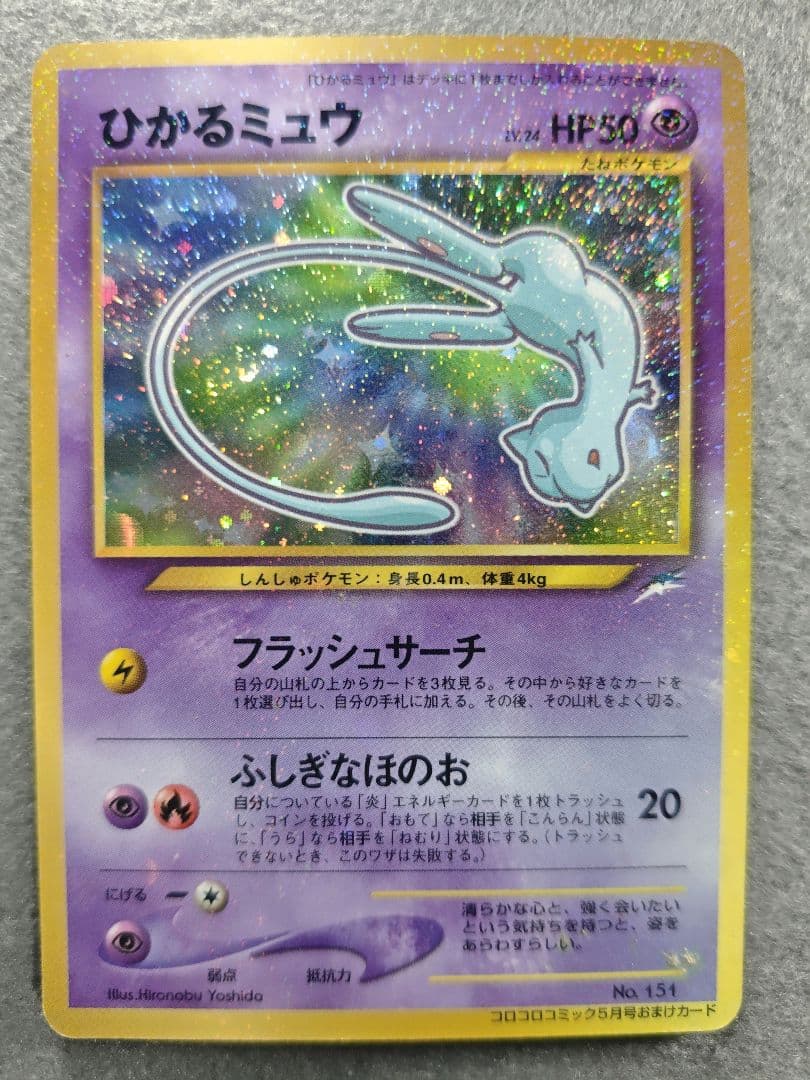 「ひかるミュウ」はデッキに1枚までしか入れることができません。
ひかるミュウ LV.24 HP50
たねポケモン
しんしゅポケモン：身長0.4m、体重4kg
フラッシュサーチ
自分の山札の上からカードを3枚見る。その中から好きなカードを
1枚選び出し、自分の手札に加える。その後、その山札をよく切る。
ふしぎなほのお
自分についている「炎」エネルギーカードを1枚トラッシュ
し、コインを投げる。「おもて」なら相手を「こんらん」状態
に、「うら」なら相手を「ねむり」状態にする。（トラッシュ
できないとき、このワザは失敗する。）
20
にげる
清らかな心と、強く会いたい
という気持ちを持つと、姿を
あらわすらしい。
弱点 抵抗力
Illus.Hironobu Yoshida
No. 151
コロコロコミック5月号おまけカード